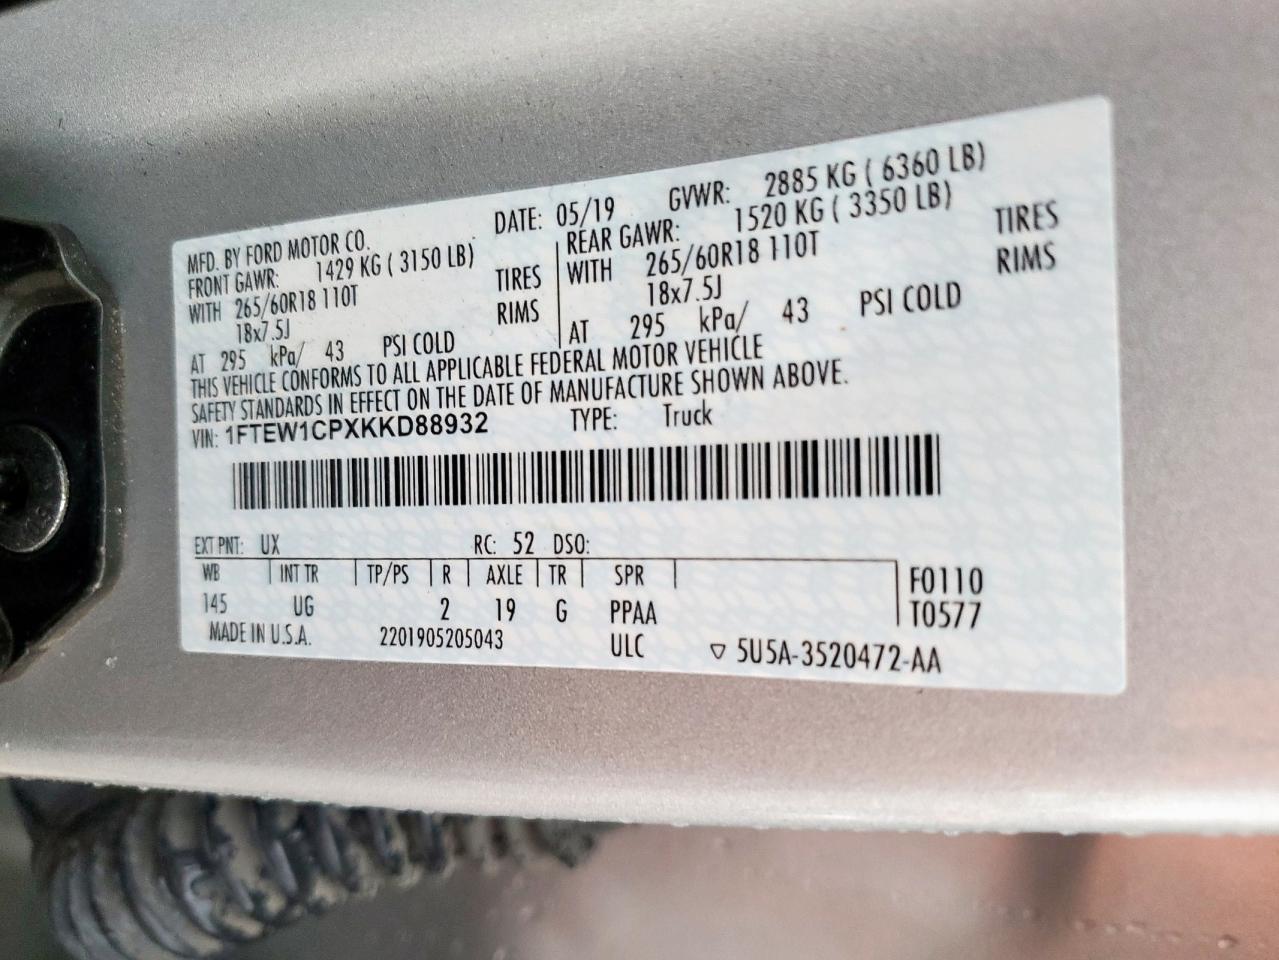 MFD. BY FORD MOTOR CO. DATE: 05/19 GVWR: 2885 KG ( 6360 LB)
FRONT GAWR: 1429 KG ( 3150 LB) REAR GAWR: 1520 KG ( 3350 LB)
WITH 265/60R18 110T TIRES WITH 265/60R18 110T TIRES
18x7.5J RIMS 18x7.5J RIMS
AT 295 kPa/ 43 PSI COLD AT 295 kPa/ 43 PSI COLD
THIS VEHICLE CONFORMS TO ALL APPLICABLE FEDERAL MOTOR VEHICLE
SAFETY STANDARDS IN EFFECT ON THE DATE OF MANUFACTURE SHOWN ABOVE.
VIN: 1FTEW1CPXKKD88932 TYPE: Truck
EXT PNT: UX RC: 52 DSO:
WB INT TR TP/PS R AXLE TR SPR F0110
145 UG 2 19 G PPAA T0577
MADE IN U.S.A. 2201905205043 ULC ▽ 5U5A-3520472-AA